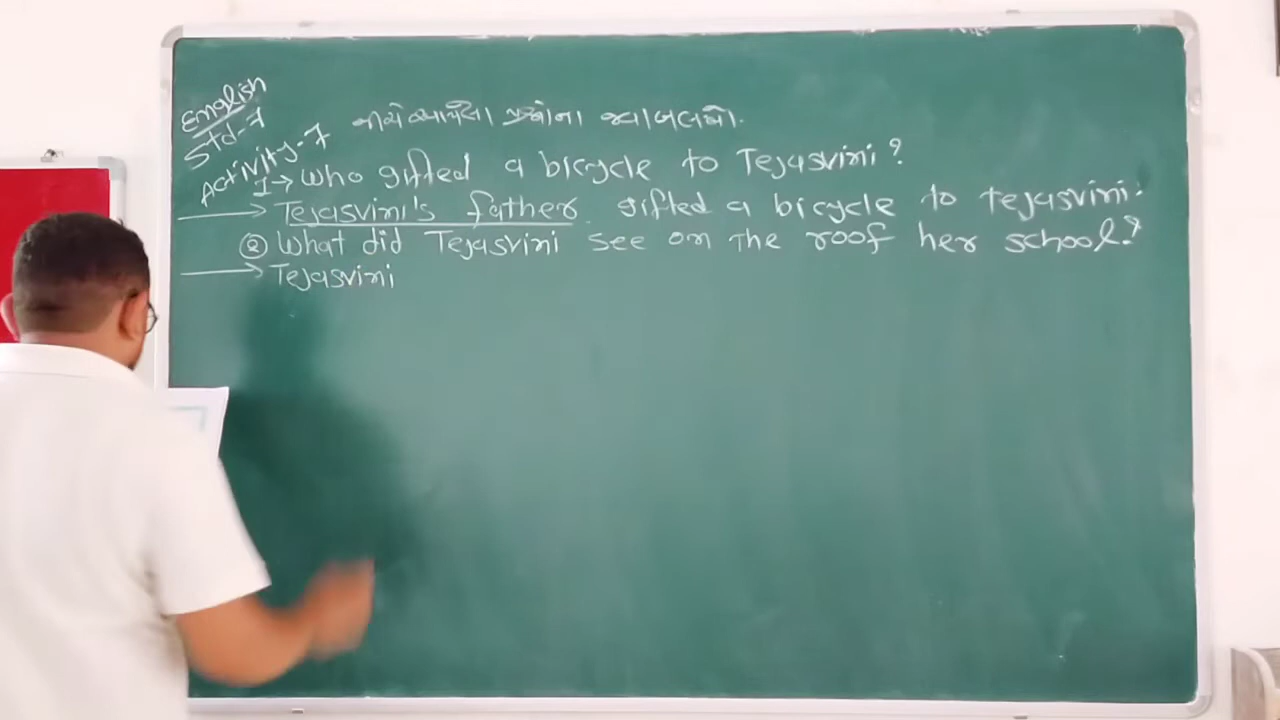 English
Std-7
Activity-7
નીચે આપેલા પ્રશ્નોના જવાબ લખો.
1→ Who gifted a bicycle to Tejasvini?
→ Tejasvini's father gifted a bicycle to tejasvini.
② What did Tejasvini see on the roof her school?
→ Tejasvini